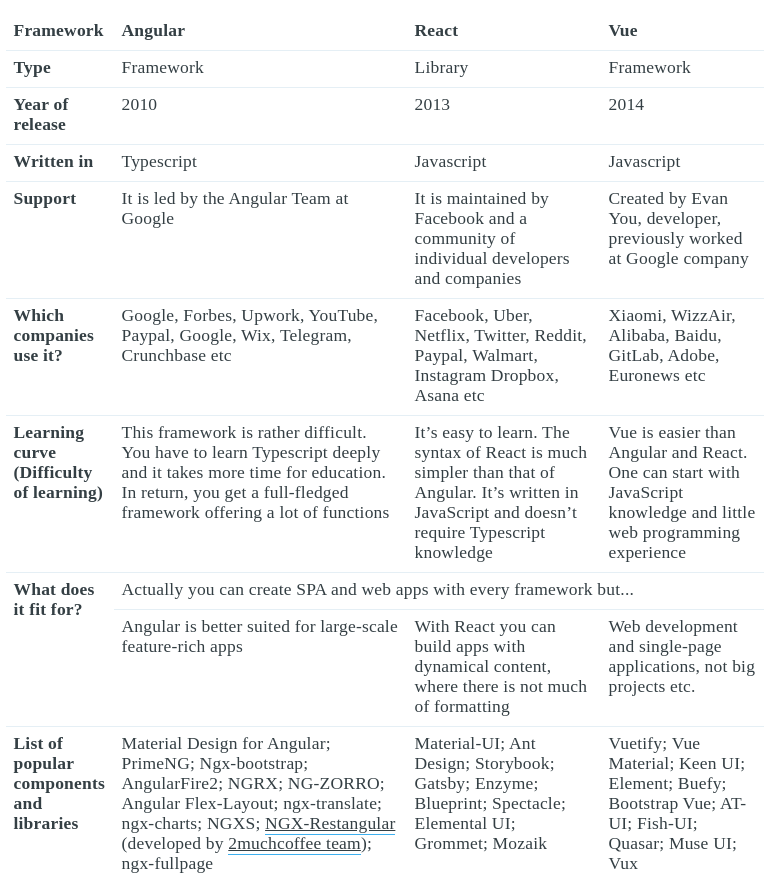 Framework Angular React Vue
Type Framework Library Framework
Year of release 2010 2013 2014
Written in Typescript Javascript Javascript
Support
It is led by the Angular Team at
Google
It is maintained by
Facebook and a
community of
individual developers
and companies
Created by Evan
You, developer,
previously worked
at Google company
Which
companies
use it?
Google, Forbes, Upwork, YouTube,
Paypal, Google, Wix, Telegram,
Crunchbase etc
Facebook, Uber,
Netflix, Twitter, Reddit,
Paypal, Walmart,
Instagram Dropbox,
Asana etc
Xiaomi, WizzAir,
Alibaba, Baidu,
GitLab, Adobe,
Euronews etc
Learning
curve
(Difficulty
of learning)
This framework is rather difficult.
You have to learn Typescript deeply
and it takes more time for education.
In return, you get a full-fledged
framework offering a lot of functions
It’s easy to learn. The
syntax of React is much
simpler than that of
Angular. It’s written in
JavaScript and doesn’t
require Typescript
knowledge
Vue is easier than
Angular and React.
One can start with
JavaScript
knowledge and little
web programming
experience
What does
it fit for?
Actually you can create SPA and web apps with every framework but...
Angular is better suited for large-scale
feature-rich apps
With React you can
build apps with
dynamical content,
where there is not much
of formatting
Web development
and single-page
applications, not big
projects etc.
List of
popular
components
and
libraries
Material Design for Angular;
PrimeNG; Ngx-bootstrap;
AngularFire2; NGRX; NG-ZORRO;
Angular Flex-Layout; ngx-translate;
ngx-charts; NGXS; NGX-Restangular
(developed by 2muchcoffee team);
ngx-fullpage
Material-UI; Ant
Design; Storybook;
Gatsby; Enzyme;
Blueprint; Spectacle;
Elemental UI;
Grommet; Mozaik
Vuetify; Vue
Material; Keen UI;
Element; Buefy;
Bootstrap Vue; AT-
UI; Fish-UI;
Quasar; Muse UI;
Vux